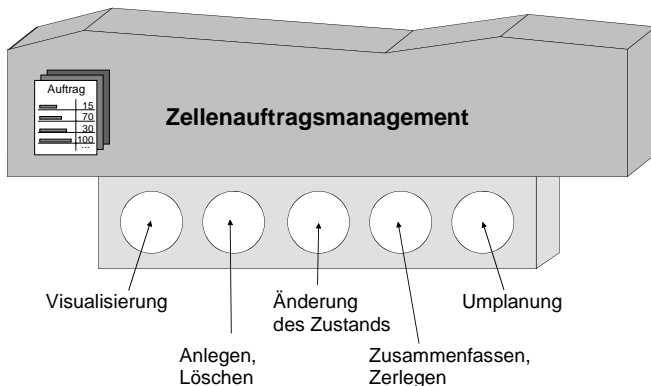 Auftrag
15
70
30
100
...
Zellenauftragsmanagement
Visualisierung
Änderung
des Zustands
Umplanung
Anlegen,
Löschen
Zusammenfassen,
Zerlegen